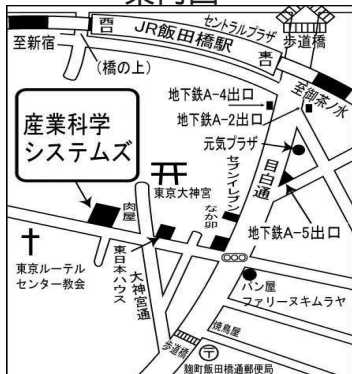 案内図
セントラルプラザ
西口
JR飯田橋駅
東口
歩道橋
至新宿
(橋の上)
至御茶ノ水
地下鉄A-4出口
地下鉄A-2出口
産業科学
システムズ
元気プラザ
目白通
セブンイレブン
東京大神宮
肉屋
なか卯
地下鉄A-5出口
東京ルーテル
センター教会
東日本ハウス
大神宮通
パン屋
ファリーヌキムラヤ
焼鳥屋
歩道橋
〒
麹町飯田橋通郵便局